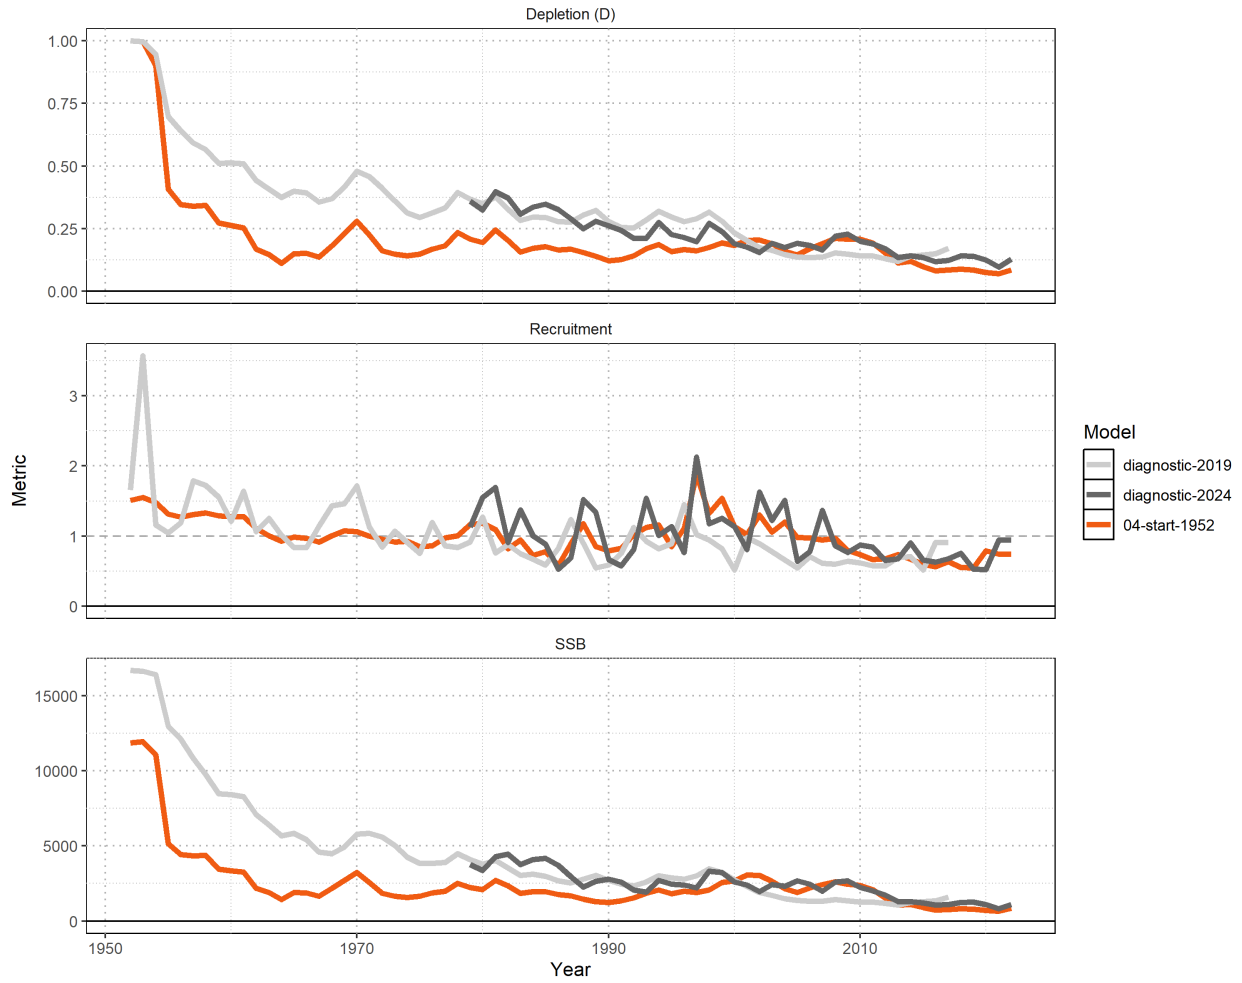 Depletion (D)
1.00
0.75
0.50
0.25
0.00
Recruitment
3
2
1
0
SSB
15000
10000
5000
0
1950
1970
1990
2010
Year
Metric
Model
diagnostic-2019
diagnostic-2024
04-start-1952